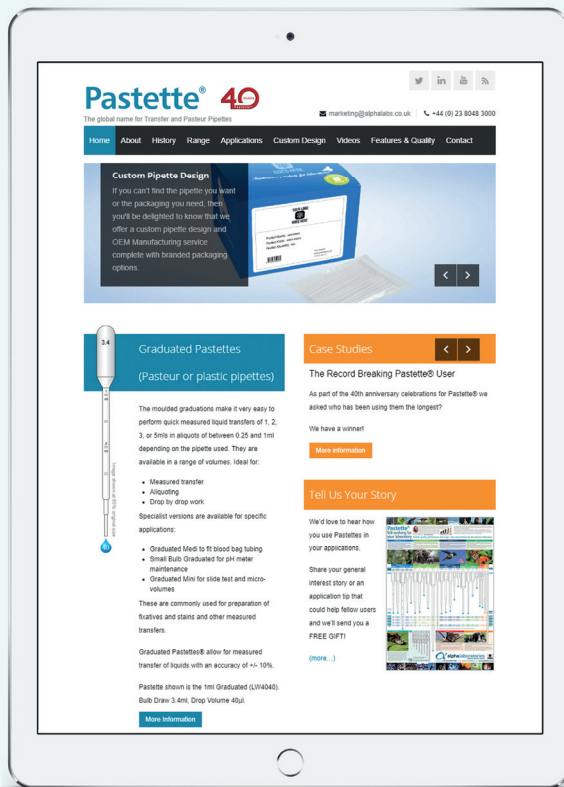 Pastette® 40 YEARS
The global name for Transfer and Pasteur Pipettes
marketing@alphalabs.co.uk
+44 (0) 23 8048 3000
Home About History Range Applications Custom Design Videos Features & Quality Contact
Custom Pipette Design
If you can't find the pipette you want
or the packaging you need, then
you'll be delighted to know that we
offer a custom pipette design and
OEM Manufacturing service
complete with branded packaging
options.
YOUR LOGO
GOES HERE
3.4
Graduated Pastettes
(Pasteur or plastic pipettes)
The moulded graduations make it very easy to
perform quick measured liquid transfers of 1, 2,
3, or 5mls in aliquots of between 0.25 and 1ml
depending on the pipette used. They are
available in a range of volumes. Ideal for:
Measured transfer
Aliquoting
Drop by drop work
Specialist versions are available for specific
applications:
Graduated Medi to fit blood bag tubing
Small Bulb Graduated for pH meter
maintenance
Graduated Mini for slide test and micro-
volumes
These are commonly used for preparation of
fixatives and stains and other measured
transfers.
Graduated Pastettes® allow for measured
transfer of liquids with an accuracy of +/- 10%.
Pastette shown is the 1ml Graduated (LW4040).
Bulb Draw 3.4ml, Drop Volume 40µl.
More Information
Image shown at 85% original size
40
Case Studies
The Record Breaking Pastette® User
As part of the 40th anniversary celebrations for Pastette® we
asked who has been using them the longest?
We have a winner!
More information
Tell Us Your Story
We'd love to hear how
you use Pastettes in
your applications.
Share your general
interest story or an
application tip that
could help fellow users
and we'll send you a
FREE GIFT!
(more...)
Pastette®
alphalaboratories